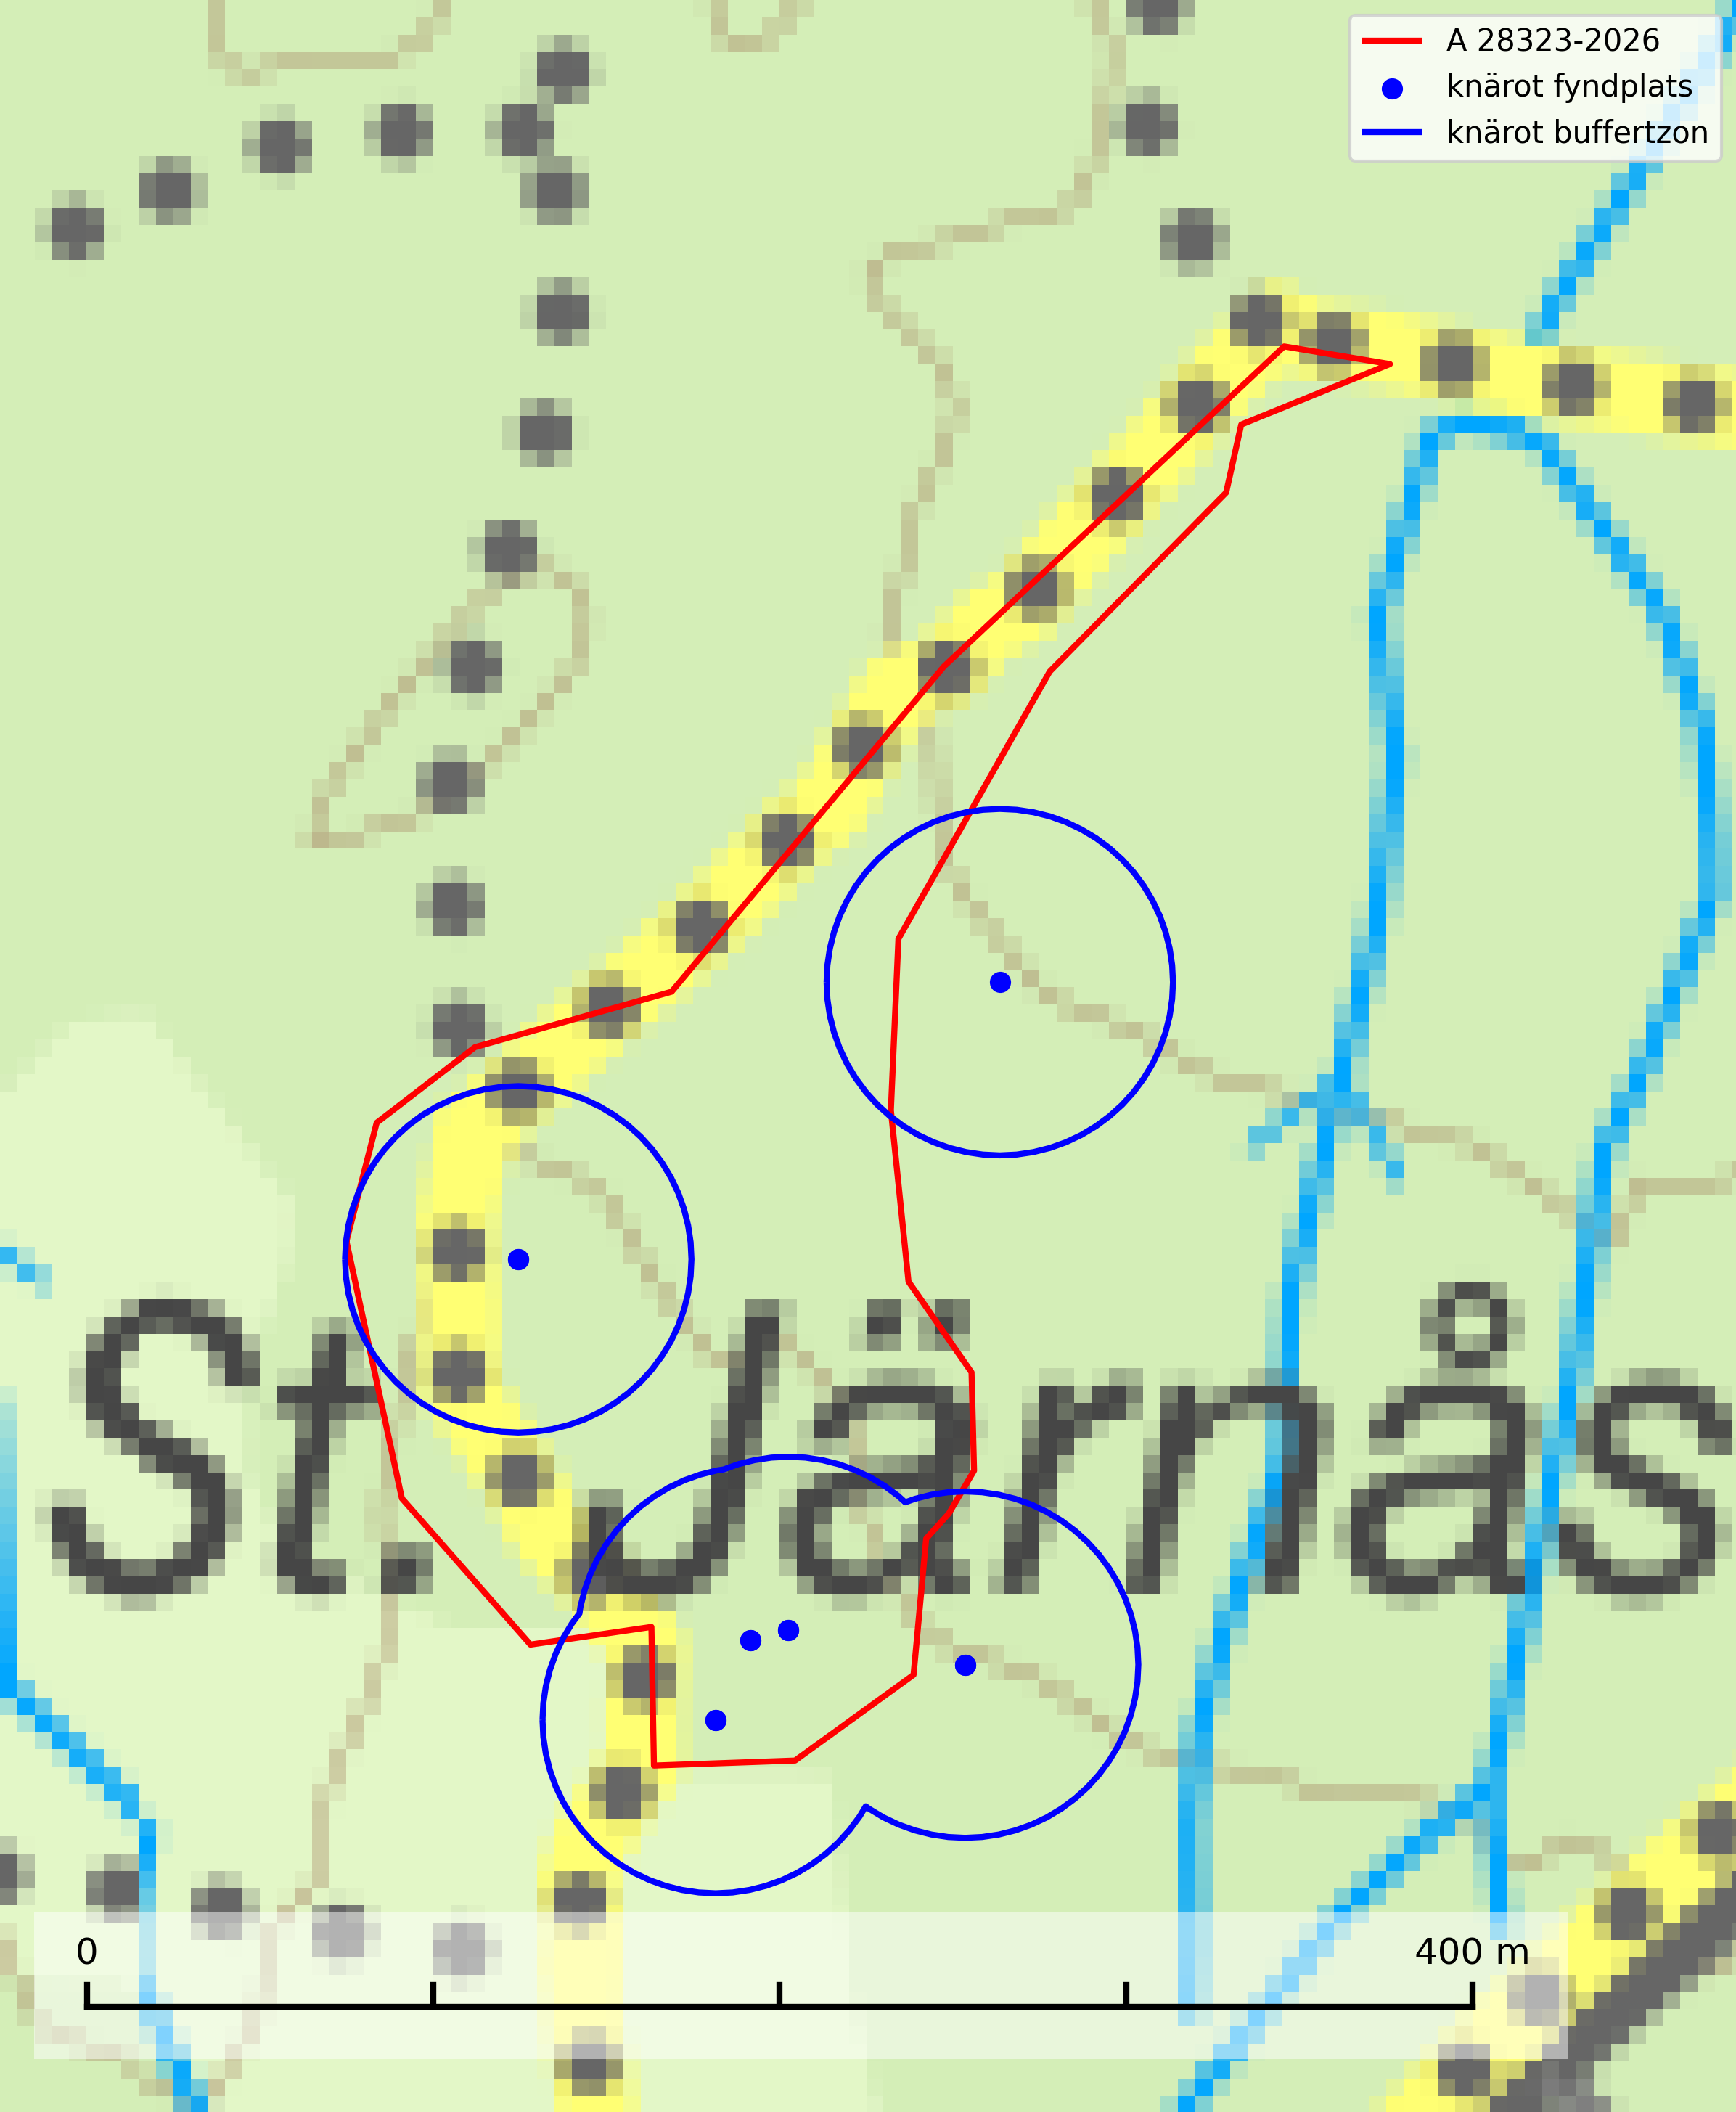 A 28323-2026
knärot fyndplats
knärot buffertzon
St. Järnås
0 400 m